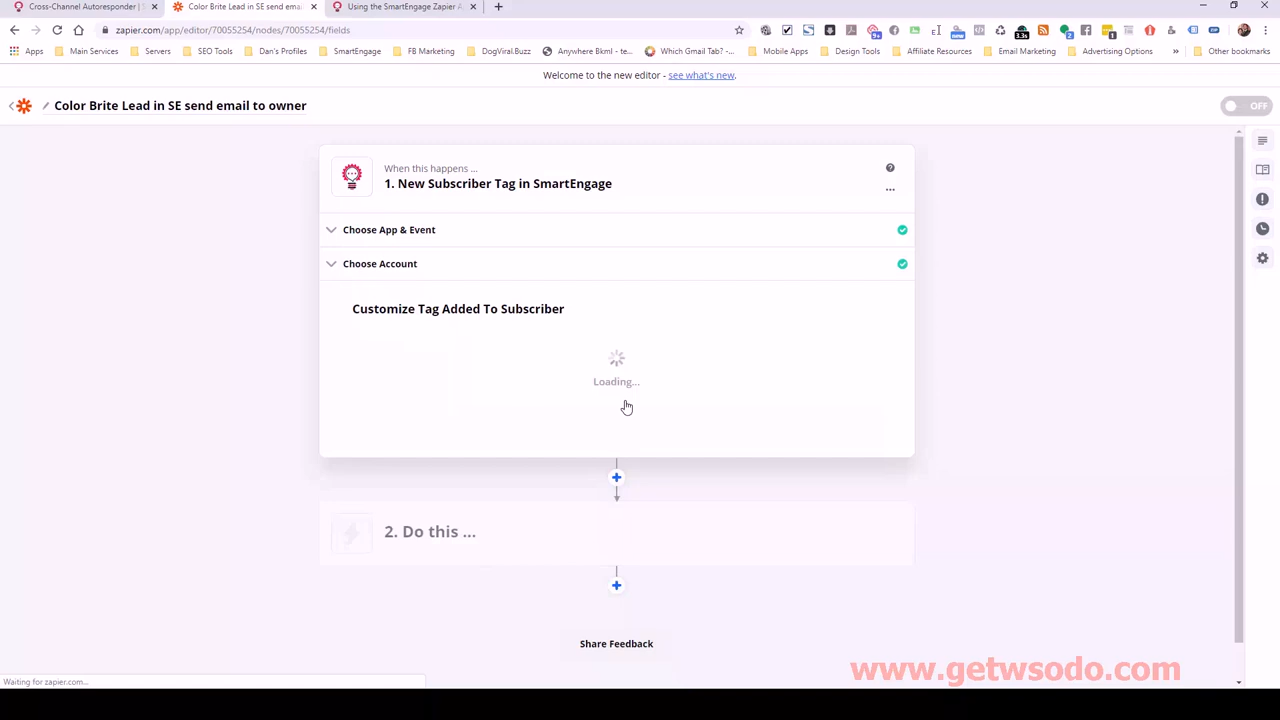 Cross-Channel Autoresponder | S
Color Brite Lead in SE send email
Using the SmartEngage Zapier A
zapier.com/app/editor/70055254/nodes/70055254/fields
Apps
Main Services
Servers
SEO Tools
Dan's Profiles
SmartEngage
FB Marketing
DogViral.Buzz
Anywhere Bkml - te...
Which Gmail Tab? -...
Mobile Apps
Design Tools
Affiliate Resources
Email Marketing
Advertising Options
Other bookmarks
Welcome to the new editor - see what's new.
Color Brite Lead in SE send email to owner
OFF
When this happens ...
1. New Subscriber Tag in SmartEngage
Choose App & Event
Choose Account
Customize Tag Added To Subscriber
Loading...
2. Do this ...
Share Feedback
www.getwsodo.com
Waiting for zapier.com...